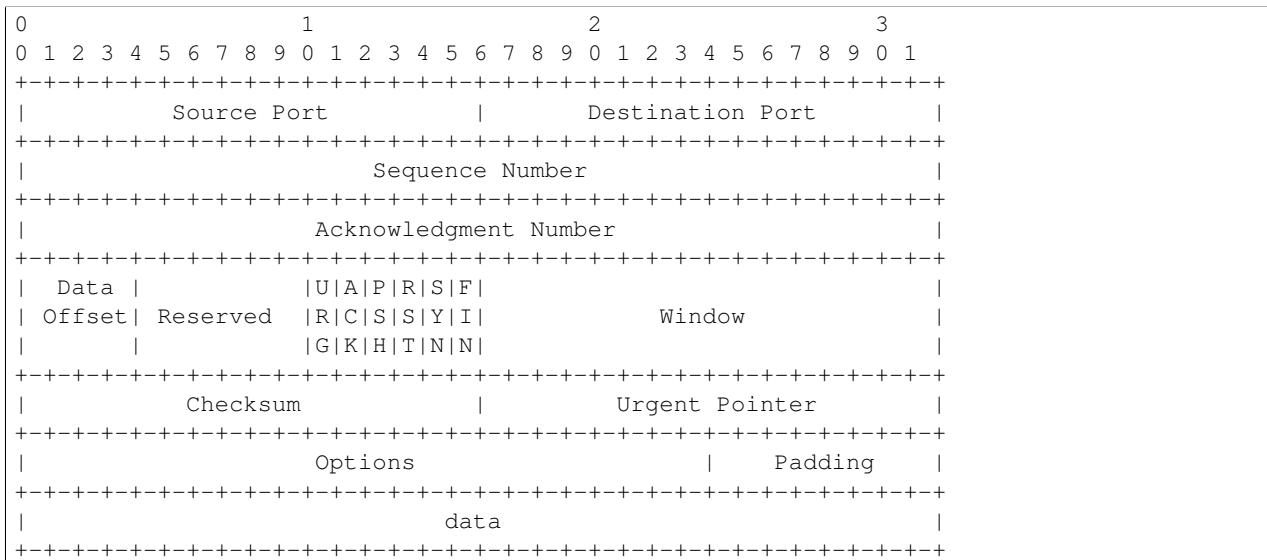 0                   1                   2                   3
0 1 2 3 4 5 6 7 8 9 0 1 2 3 4 5 6 7 8 9 0 1 2 3 4 5 6 7 8 9 0 1
+-+-+-+-+-+-+-+-+-+-+-+-+-+-+-+-+-+-+-+-+-+-+-+-+-+-+-+-+-+-+-+-+
|          Source Port          |       Destination Port        |
+-+-+-+-+-+-+-+-+-+-+-+-+-+-+-+-+-+-+-+-+-+-+-+-+-+-+-+-+-+-+-+-+
|                        Sequence Number                        |
+-+-+-+-+-+-+-+-+-+-+-+-+-+-+-+-+-+-+-+-+-+-+-+-+-+-+-+-+-+-+-+-+
|                    Acknowledgment Number                      |
+-+-+-+-+-+-+-+-+-+-+-+-+-+-+-+-+-+-+-+-+-+-+-+-+-+-+-+-+-+-+-+-+
|  Data |           |U|A|P|R|S|F|                               |
| Offset| Reserved  |R|C|S|S|Y|I|            Window             |
|       |           |G|K|H|T|N|N|                               |
+-+-+-+-+-+-+-+-+-+-+-+-+-+-+-+-+-+-+-+-+-+-+-+-+-+-+-+-+-+-+-+-+
|           Checksum            |         Urgent Pointer        |
+-+-+-+-+-+-+-+-+-+-+-+-+-+-+-+-+-+-+-+-+-+-+-+-+-+-+-+-+-+-+-+-+
|                    Options                    |    Padding    |
+-+-+-+-+-+-+-+-+-+-+-+-+-+-+-+-+-+-+-+-+-+-+-+-+-+-+-+-+-+-+-+-+
|                             data                              |
+-+-+-+-+-+-+-+-+-+-+-+-+-+-+-+-+-+-+-+-+-+-+-+-+-+-+-+-+-+-+-+-+